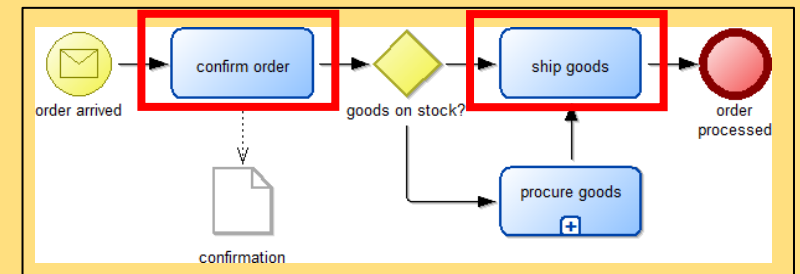 confirm order
ship goods
order arrived
goods on stock?
order
processed
procure goods
confirmation